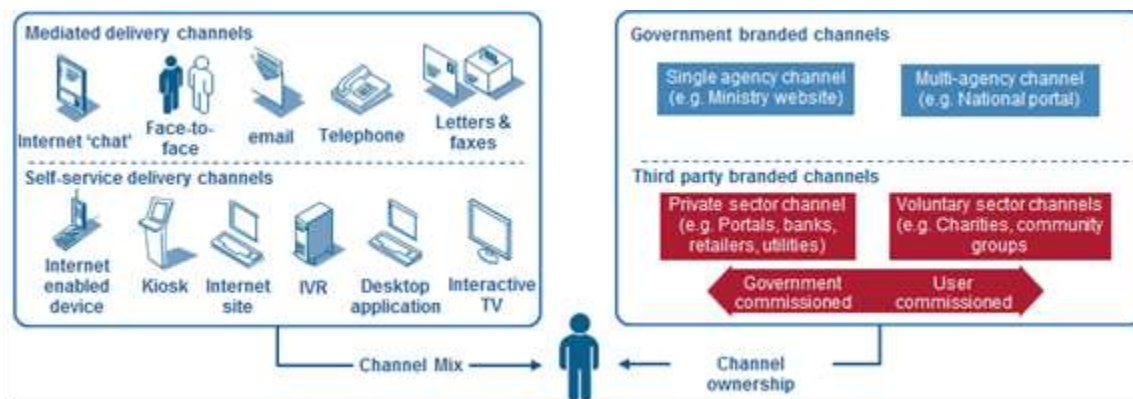 Mediated delivery channels
Internet 'chat'
Face-to-
face
email
Telephone
Letters &
faxes
Self-service delivery channels
Internet
enabled
device
Kiosk
Internet
site
IVR
Desktop
application
Interactive
TV
Channel Mix
Government branded channels
Single agency channel
(e.g. Ministry website)
Multi-agency channel
(e.g. National portal)
Third party branded channels
Private sector channel
(e.g. Portals, banks,
retailers, utilities)
Voluntary sector channels
(e.g. Charities, community
groups
Government
commissioned
User
commissioned
Channel
ownership